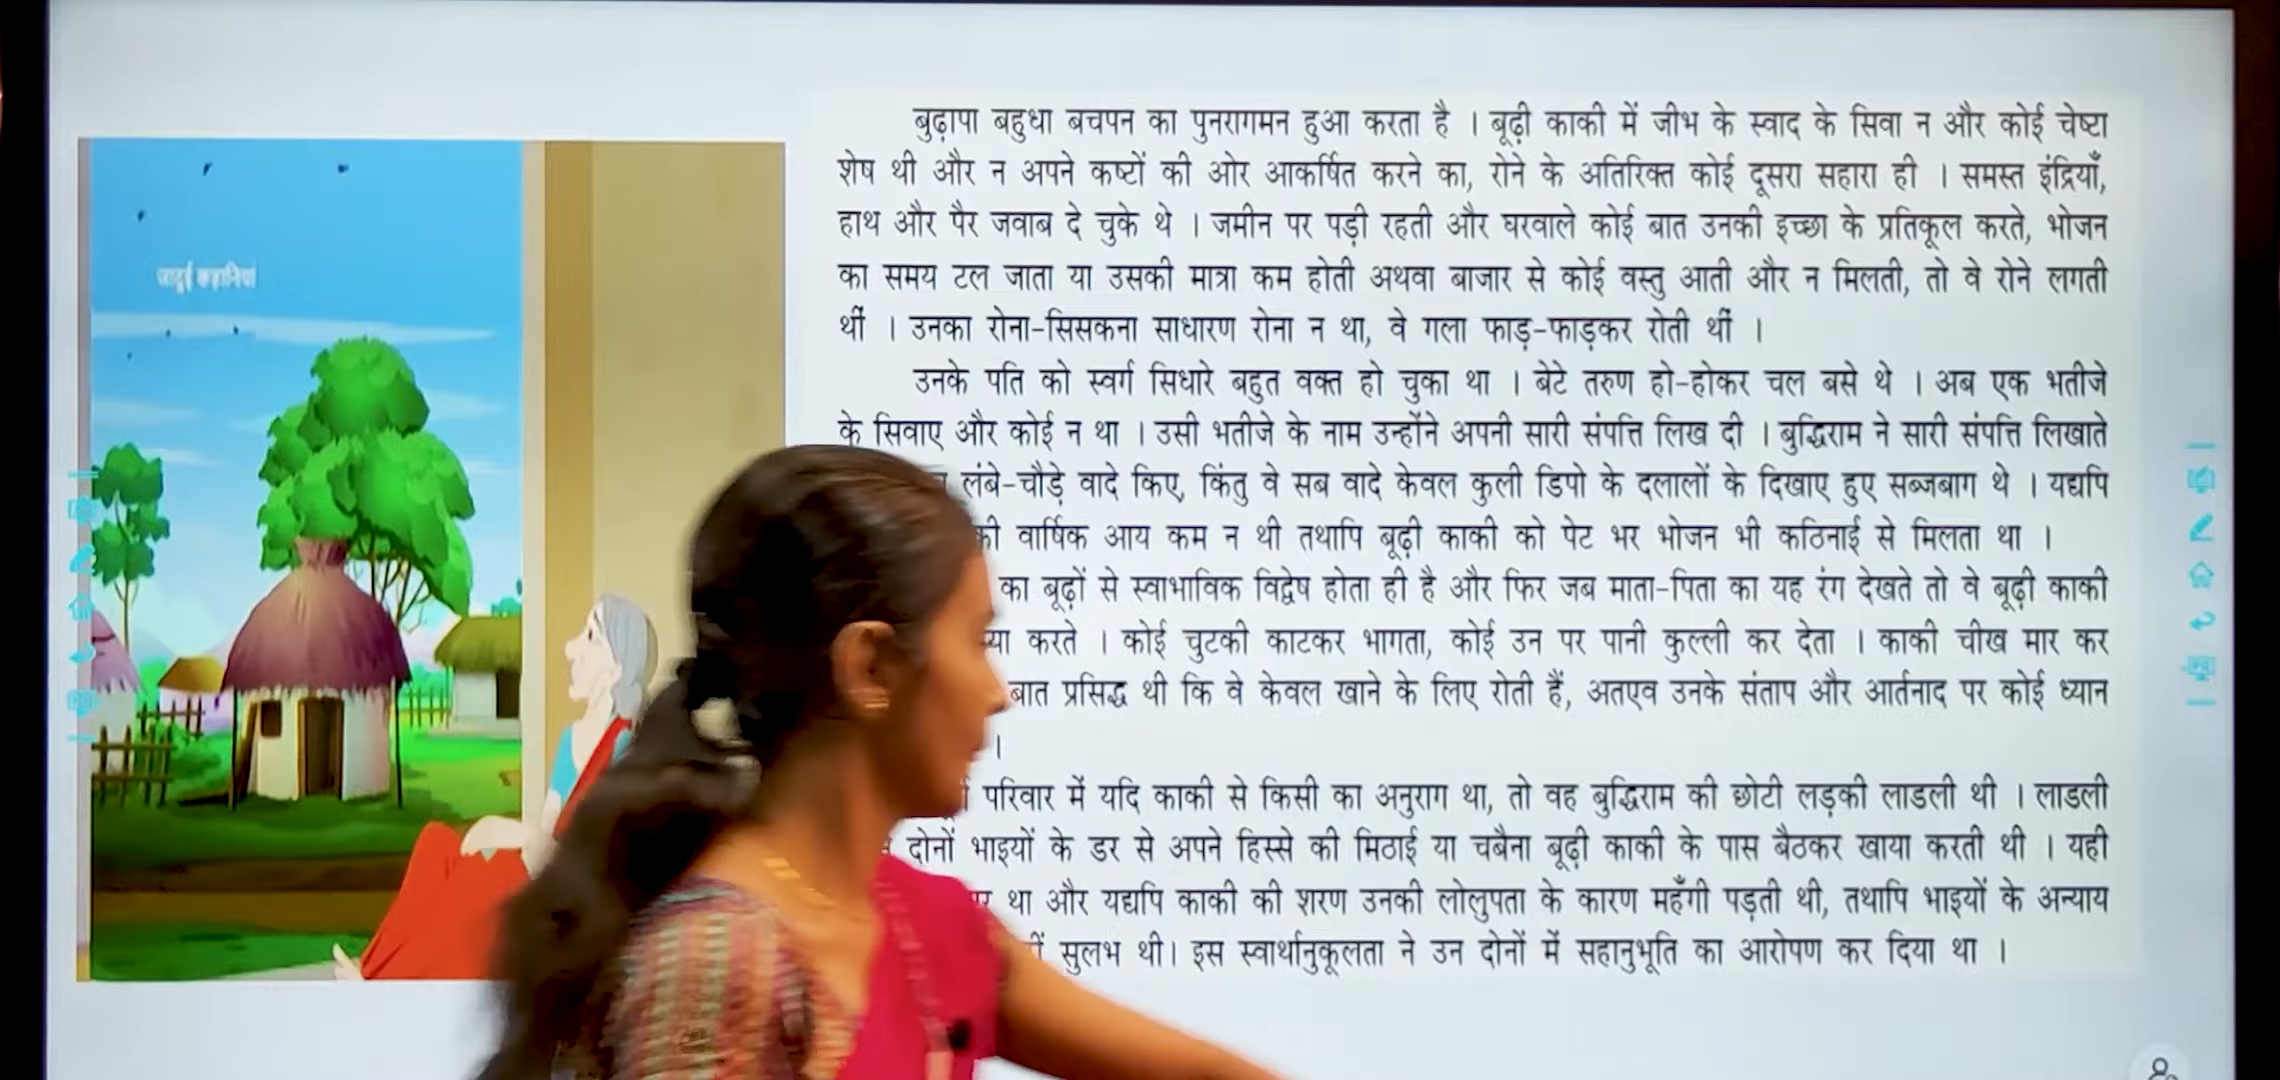 जादुई कहानियां
बुढ़ापा बहुधा बचपन का पुनरागमन हुआ करता है । बूढ़ी काकी में जीभ के स्वाद के सिवा न और कोई चेष्टा
शेष थी और न अपने कष्टों की ओर आकर्षित करने का, रोने के अतिरिक्त कोई दूसरा सहारा ही । समस्त इंद्रियाँ,
हाथ और पैर जवाब दे चुके थे । जमीन पर पड़ी रहती और घरवाले कोई बात उनकी इच्छा के प्रतिकूल करते, भोजन
का समय टल जाता या उसकी मात्रा कम होती अथवा बाजार से कोई वस्तु आती और न मिलती, तो वे रोने लगती
थीं । उनका रोना-सिसकना साधारण रोना न था, वे गला फाड़-फाड़कर रोती थीं ।
उनके पति को स्वर्ग सिधारे बहुत वक्त हो चुका था । बेटे तरुण हो-होकर चल बसे थे । अब एक भतीजे
के सिवाए और कोई न था । उसी भतीजे के नाम उन्होंने अपनी सारी संपत्ति लिख दी । बुद्धिराम ने सारी संपत्ति लिखाते
लंबे-चौड़े वादे किए, किंतु वे सब वादे केवल कुली डिपो के दलालों के दिखाए हुए सब्जबाग थे । यद्यपि
की वार्षिक आय कम न थी तथापि बूढ़ी काकी को पेट भर भोजन भी कठिनाई से मिलता था ।
का बूढ़ों से स्वाभाविक विद्वेष होता ही है और फिर जब माता-पिता का यह रंग देखते तो वे बूढ़ी काकी
करते । कोई चुटकी काटकर भागता, कोई उन पर पानी कुल्ली कर देता । काकी चीख मार कर
बात प्रसिद्ध थी कि वे केवल खाने के लिए रोती हैं, अतएव उनके संताप और आर्तनाद पर कोई ध्यान
।
परिवार में यदि काकी से किसी का अनुराग था, तो वह बुद्धिराम की छोटी लड़की लाडली थी । लाडली
दोनों भाइयों के डर से अपने हिस्से की मिठाई या चबैना बूढ़ी काकी के पास बैठकर खाया करती थी । यही
था और यद्यपि काकी की शरण उनकी लोलुपता के कारण महँगी पड़ती थी, तथापि भाइयों के अन्याय
सुलभ थी। इस स्वार्थानुकूलता ने उन दोनों में सहानुभूति का आरोपण कर दिया था ।